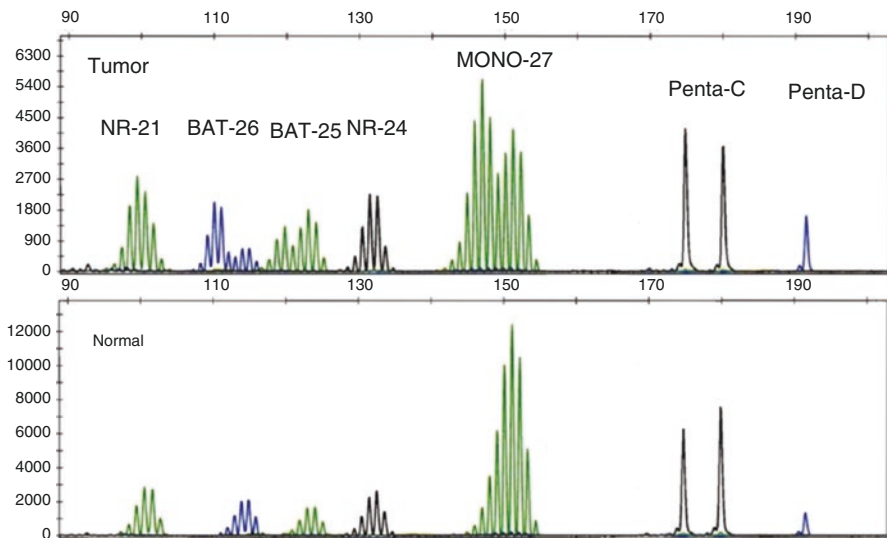 90 110 130 150 170 190
6300
5400
4500
3600
2700
1800
900
0
Tumor
MONO-27
Penta-C
Penta-D
NR-21
BAT-26
BAT-25
NR-24
90 110 130 150 170 190
12000
10000
8000
6000
4000
2000
0
Normal